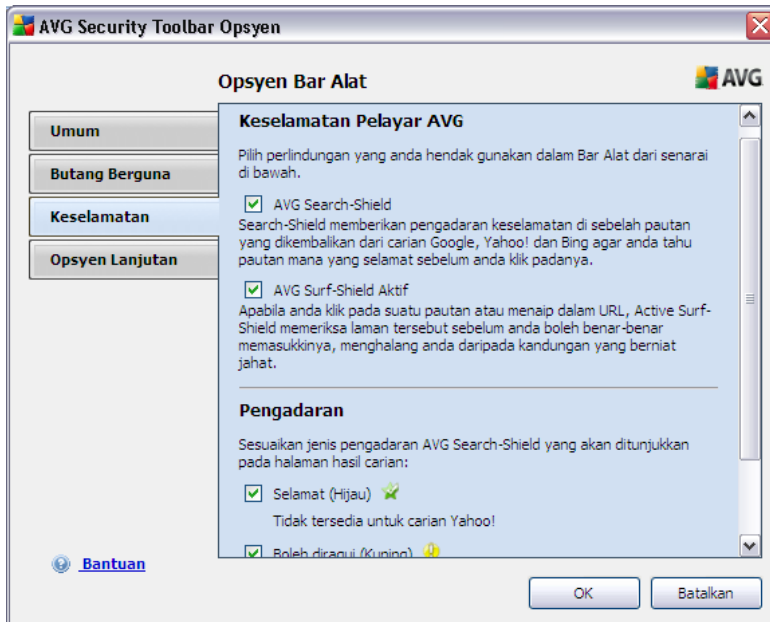 AVG Security Toolbar Opsyen
Opsyen Bar Alat
AVG
Umum
Butang Berguna
Keselamatan
Opsyen Lanjutan
Keselamatan Pelayar AVG
Pilih perlindungan yang anda hendak gunakan dalam Bar Alat dari senarai
di bawah.
AVG Search-Shield
Search-Shield memberikan pengadaran keselamatan di sebelah pautan
yang dikembalikan dari carian Google, Yahoo! dan Bing agar anda tahu
pautan mana yang selamat sebelum anda klik padanya.
AVG Surf-Shield Aktif
Apabila anda klik pada suatu pautan atau menaip dalam URL, Active Surf-
Shield memeriksa laman tersebut sebelum anda boleh benar-benar
memasukkinya, menghalang anda daripada kandungan yang berniat
jahat.
Pengadaran
Sesuaikan jenis pengadaran AVG Search-Shield yang akan ditunjukkan
pada halaman hasil carian:
Selamat (Hijau)
Tidak tersedia untuk carian Yahoo!
Boleh diragui (Kuning)
Bantuan
OK
Batalkan